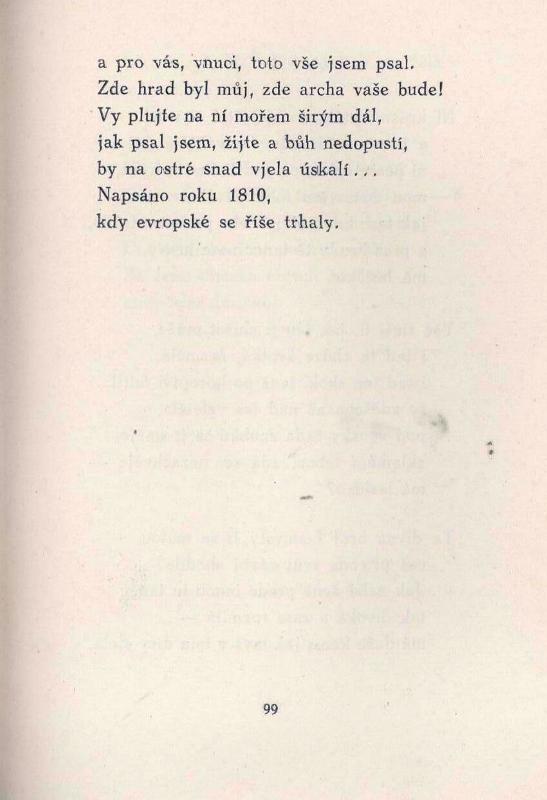 a pro vás, vnuci, toto vše jsem psal.
Zde hrad byl můj, zde archa vaše bude!
Vy plujte na ní mořem širým dál,
jak psal jsem, žijte a bůh nedopustí,
by na ostré snad vjela úskalí...
Napsáno roku 1810,
kdy evropské se říše trhaly.
99